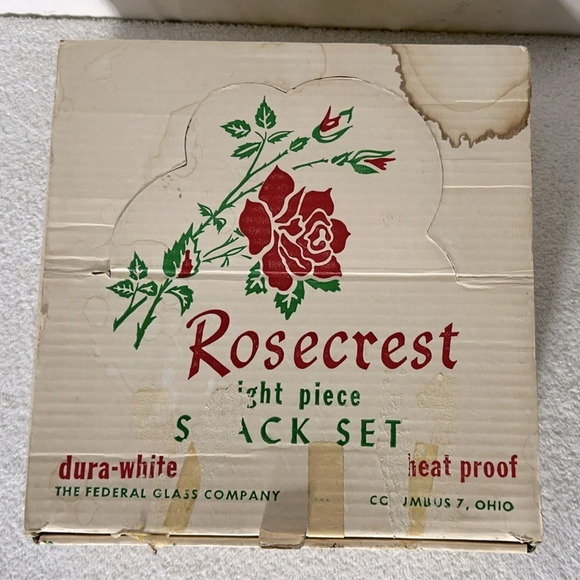 Rosecrest
ight piece
S ACK SET
dura-white
heat proof
THE FEDERAL GLASS COMPANY
CO UMBUS 7, OHIO